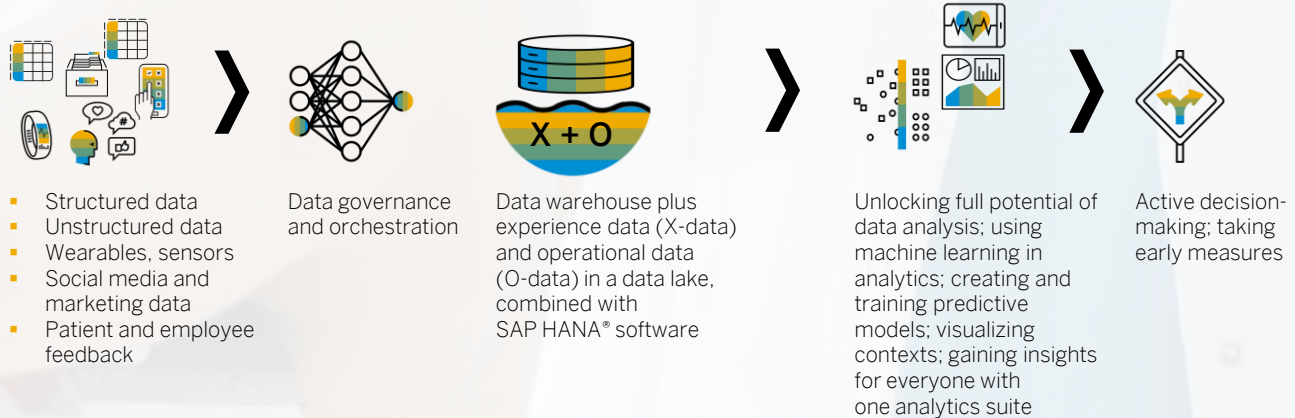 X + O
#
Structured data
Unstructured data
Wearables, sensors
Social media and
marketing data
Patient and employee
feedback
Data governance
and orchestration
Data warehouse plus
experience data (X-data)
and operational data
(O-data) in a data lake,
combined with
SAP HANA® software
Unlocking full potential of
data analysis; using
machine learning in
analytics; creating and
training predictive
models; visualizing
contexts; gaining insights
for everyone with
one analytics suite
Active decision-
making; taking
early measures